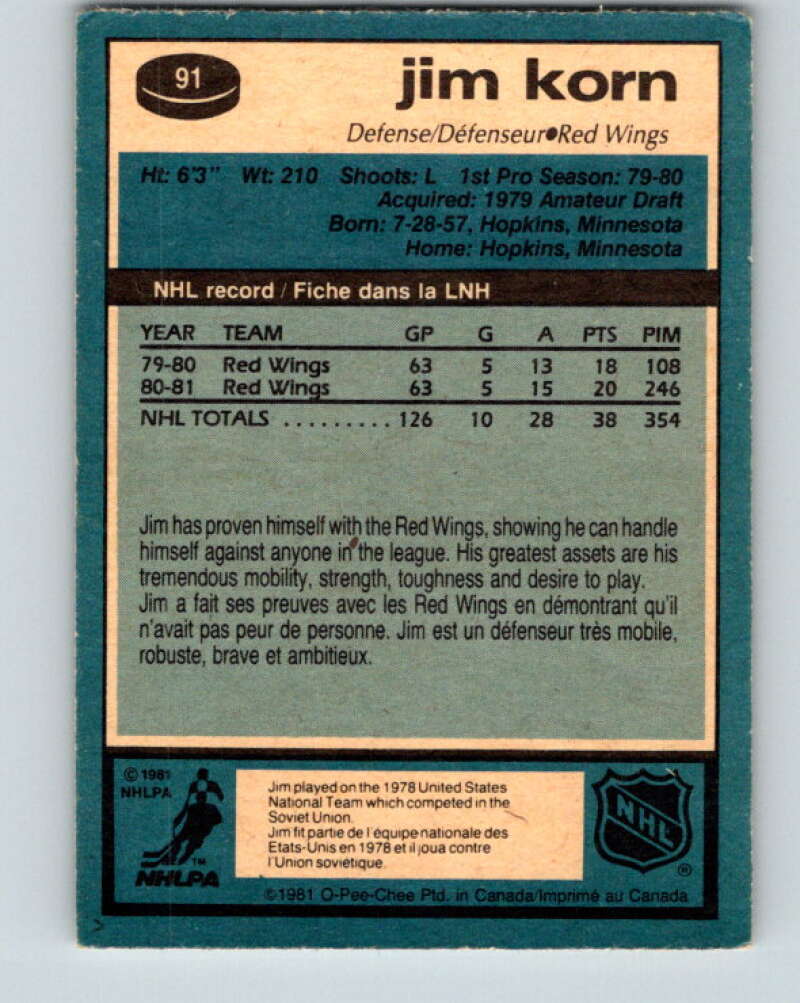 91
jim korn
Defense/Défenseur●Red Wings
Ht: 6'3" Wt: 210 Shoots: L 1st Pro Season: 79-80
Acquired: 1979 Amateur Draft
Born: 7-28-57, Hopkins, Minnesota
Home: Hopkins, Minnesota
NHL record / Fiche dans la LNH
YEAR TEAM GP G A PTS PIM
79-80 Red Wings 63 5 13 18 108
80-81 Red Wings 63 5 15 20 246
NHL TOTALS ......... 126 10 28 38 354
Jim has proven himself with the Red Wings, showing he can handle
himself against anyone in the league. His greatest assets are his
tremendous mobility, strength, toughness and desire to play.
Jim a fait ses preuves avec les Red Wings en démontrant qu'il
n'avait pas peur de personne. Jim est un défenseur très mobile,
robuste, brave et ambitieux.
© 1981
NHLPA
TM
NHLPA
Jim played on the 1978 United States
National Team which competed in the
Soviet Union.
Jim fit partie de l'équipe nationale des
Etats-Unis en 1978 et il joua contre
l'Union soviétique.
NHL
®
©1981 O-Pee-Chee Ptd. in Canada/Imprimé au Canada